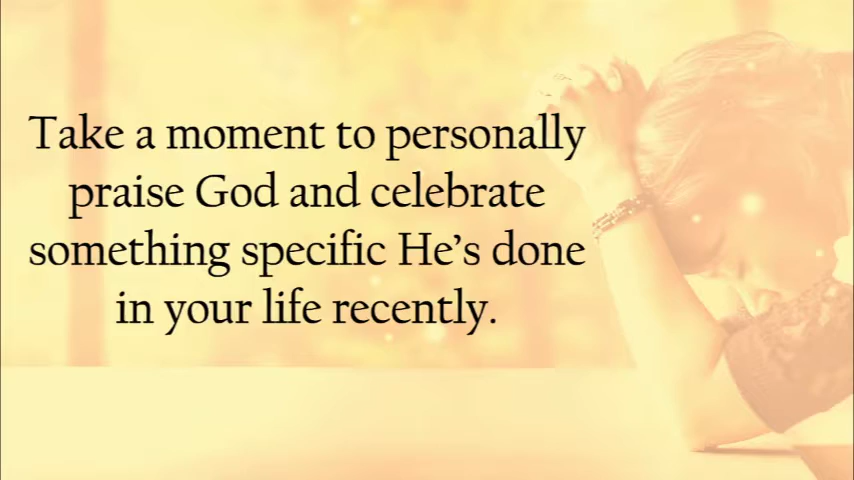 Take a moment to personally
praise God and celebrate
something specific He’s done
in your life recently.